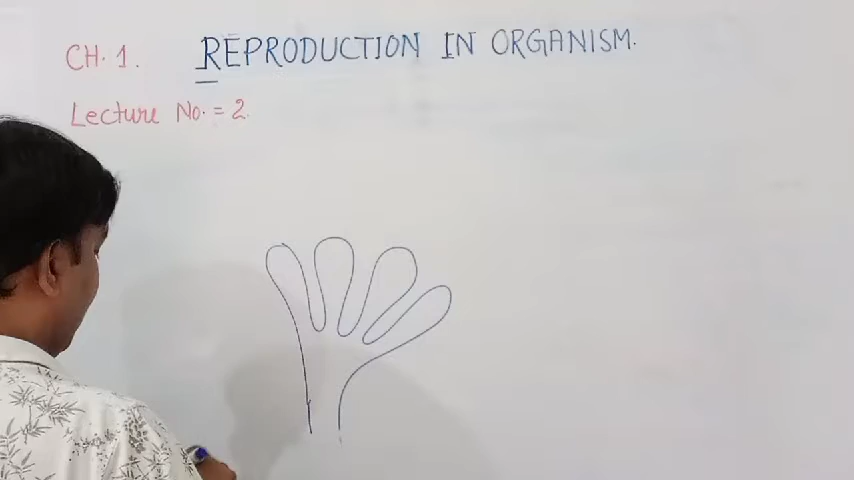 CH. 1. REPRODUCTION IN ORGANISM.
Lecture No. = 2.